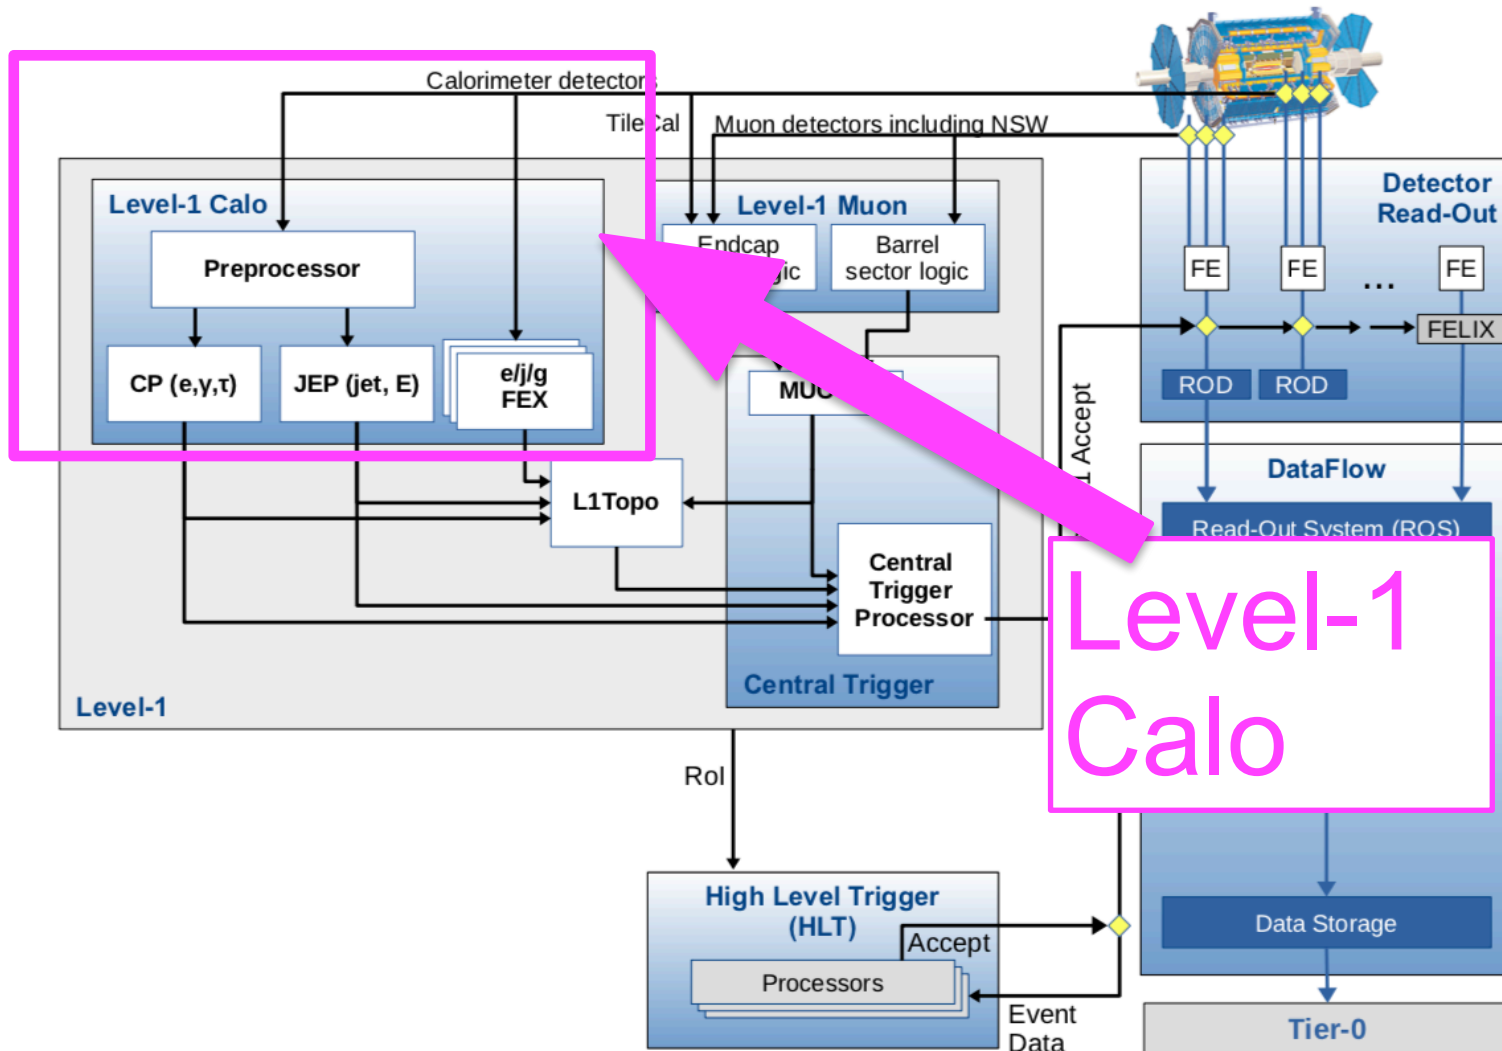 Calorimeter detectors
TileCal
Muon detectors including NSW
Level-1 Calo
Preprocessor
CP (e,γ,τ)
JEP (jet, E)
e/j/g
FEX
Level-1 Muon
Endcap
Barrel
sector logic
L1Topo
Central
Trigger
Processor
Central Trigger
Level-1
Detector
Read-Out
FE
FE
...
FE
FELIX
ROD
ROD
Accept
DataFlow
Read-Out System (ROS)
Level-1
Calo
RoI
High Level Trigger
(HLT)
Accept
Processors
Event
Data
Data Storage
Tier-0